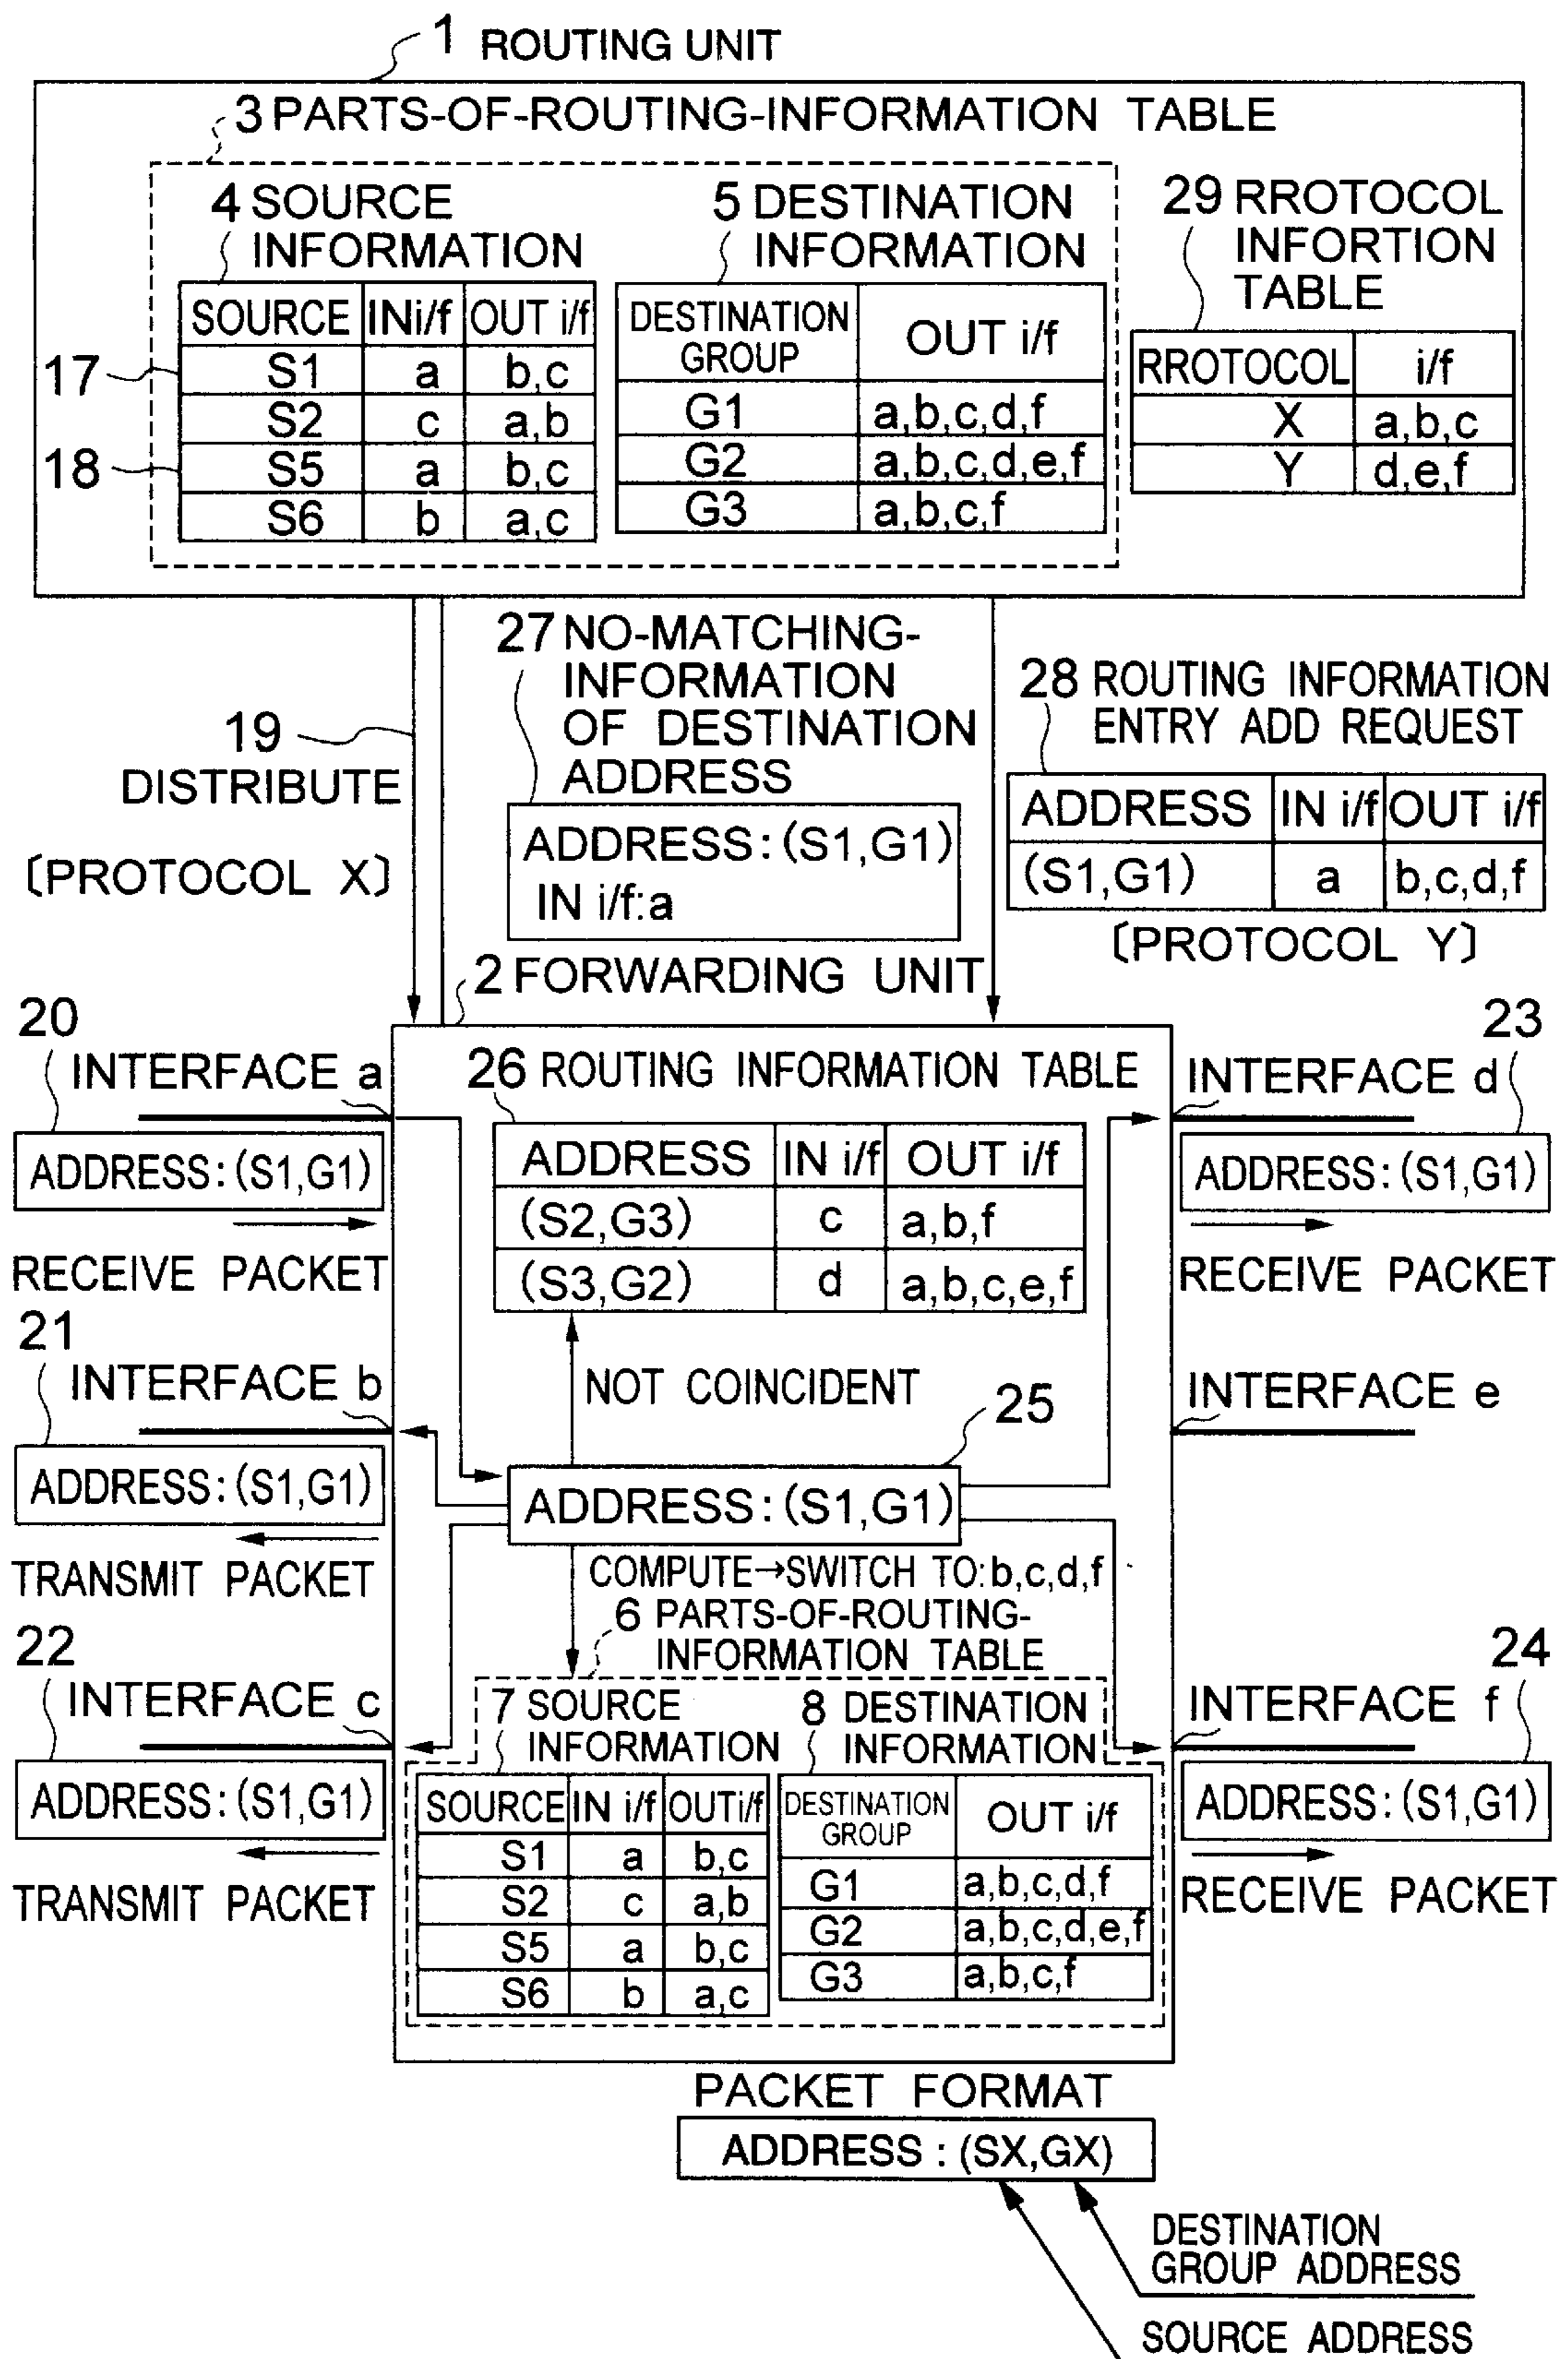 1 ROUTING UNIT
3 PARTS-OF-ROUTING-INFORMATION TABLE
4 SOURCE
INFORMATION
SOURCE INi/f OUT i/f
17 S1 a b,c
S2 c a,b
18 S5 a b,c
S6 b a,c
5 DESTINATION
INFORMATION
DESTINATION
GROUP
OUT i/f
G1 a,b,c,d,f
G2 a,b,c,d,e,f
G3 a,b,c,f
29 RROTOCOL
INFORTION
TABLE
RROTOCOL i/f
X a,b,c
Y d,e,f
19
DISTRIBUTE
〔PROTOCOL X〕
27 NO-MATCHING-
INFORMATION
OF DESTINATION
ADDRESS
ADDRESS:(S1,G1)
IN i/f:a
28 ROUTING INFORMATION
ENTRY ADD REQUEST
ADDRESS IN i/f OUT i/f
(S1,G1) a b,c,d,f
〔PROTOCOL Y〕
2 FORWARDING UNIT
20
INTERFACE a
ADDRESS:(S1,G1)
RECEIVE PACKET
21
INTERFACE b
ADDRESS:(S1,G1)
TRANSMIT PACKET
22
INTERFACE c
ADDRESS:(S1,G1)
TRANSMIT PACKET
26 ROUTING INFORMATION TABLE
ADDRESS IN i/f OUT i/f
(S2,G3) c a,b,f
(S3,G2) d a,b,c,e,f
NOT COINCIDENT
25
ADDRESS:(S1,G1)
COMPUTE→SWITCH TO:b,c,d,f
6 PARTS-OF-ROUTING-
INFORMATION TABLE
7 SOURCE
INFORMATION
SOURCE IN i/f OUTi/f
S1 a b,c
S2 c a,b
S5 a b,c
S6 b a,c
8 DESTINATION
INFORMATION
DESTINATION
GROUP
OUT i/f
G1 a,b,c,d,f
G2 a,b,c,d,e,f
G3 a,b,c,f
23
INTERFACE d
ADDRESS:(S1,G1)
RECEIVE PACKET
INTERFACE e
24
INTERFACE f
ADDRESS:(S1,G1)
RECEIVE PACKET
PACKET FORMAT
ADDRESS : (SX,GX)
DESTINATION
GROUP ADDRESS
SOURCE ADDRESS